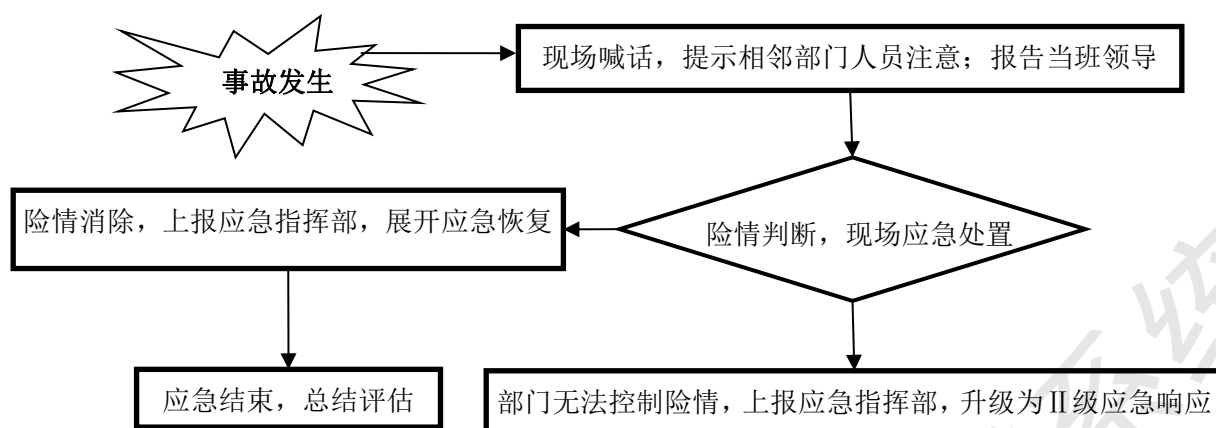 事故发生
现场喊话，提示相邻部门人员注意；报告当班领导
险情消除，上报应急指挥部，展开应急恢复
险情判断，现场应急处置
应急结束，总结评估
部门无法控制险情，上报应急指挥部，升级为Ⅱ级应急响应
系统